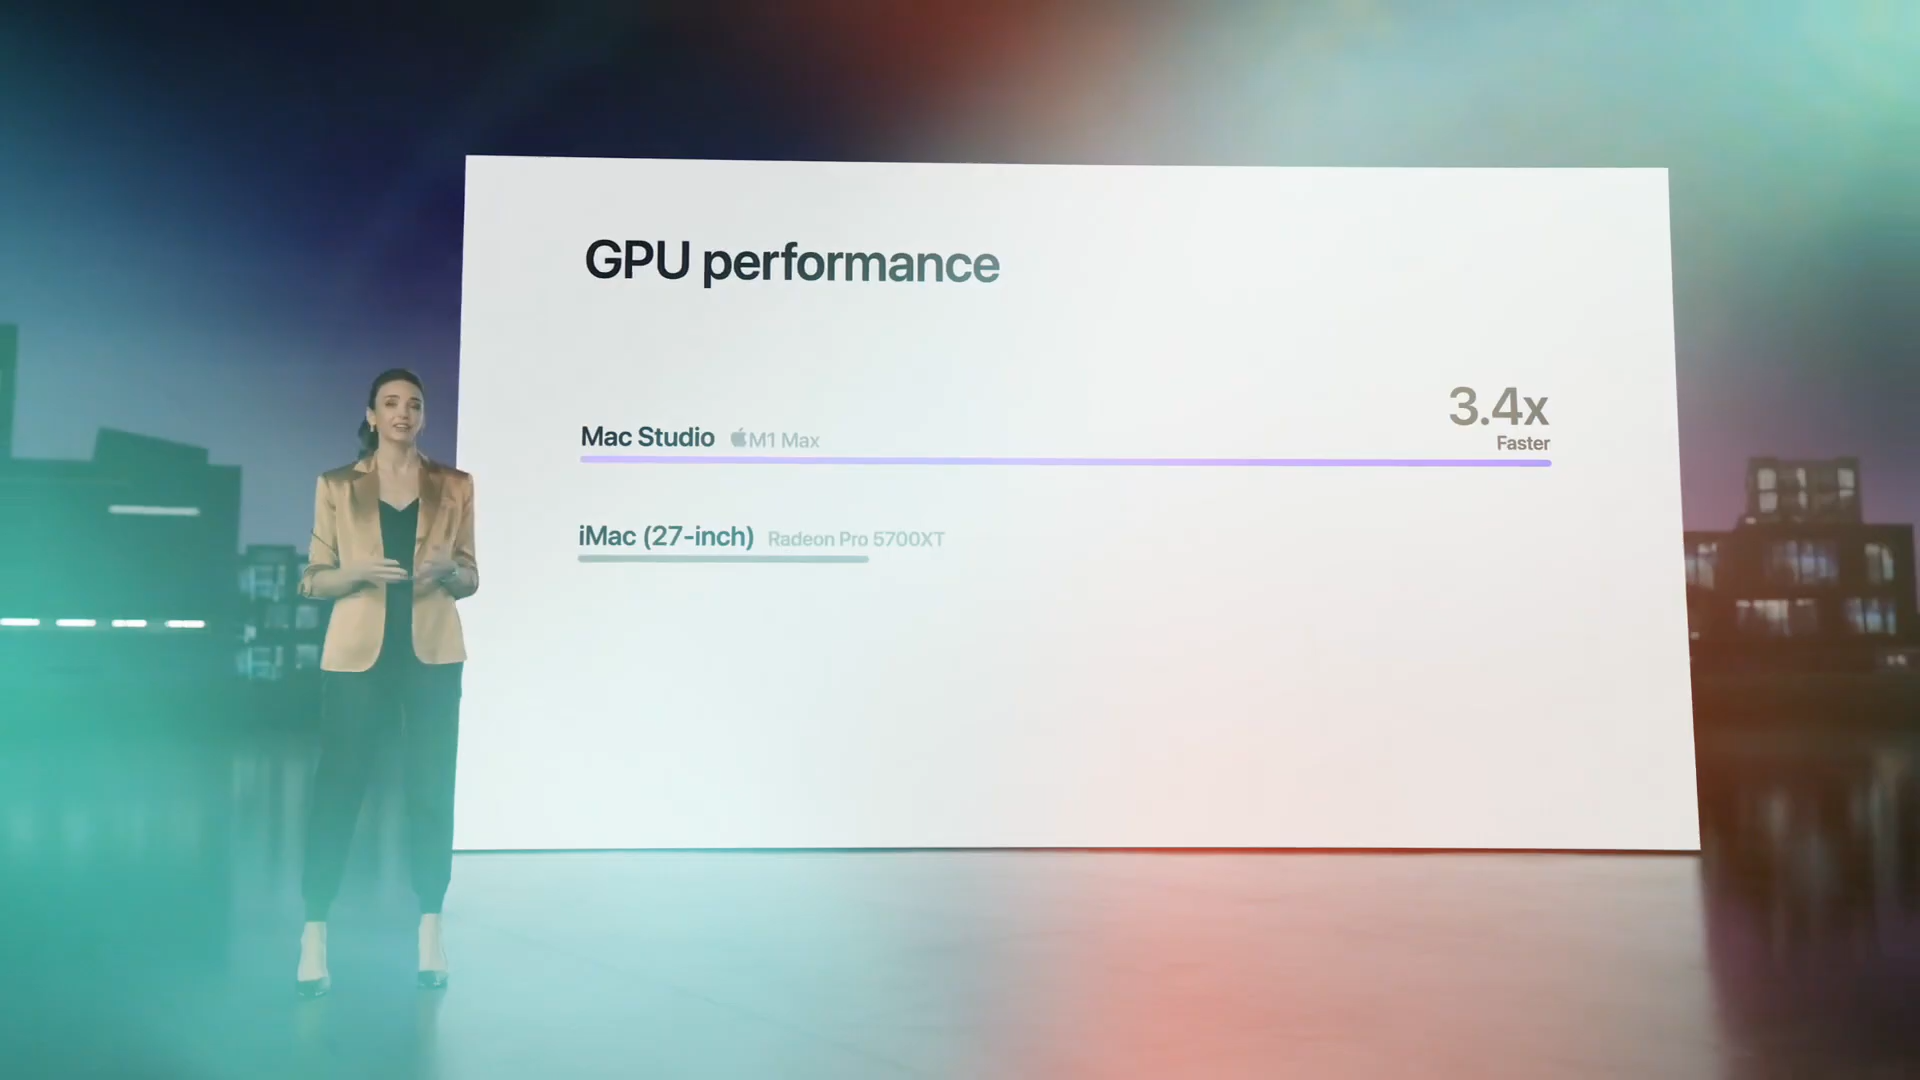 GPU performance
3.4x
Faster
Mac Studio M1 Max
iMac (27-inch) Radeon Pro 5700XT